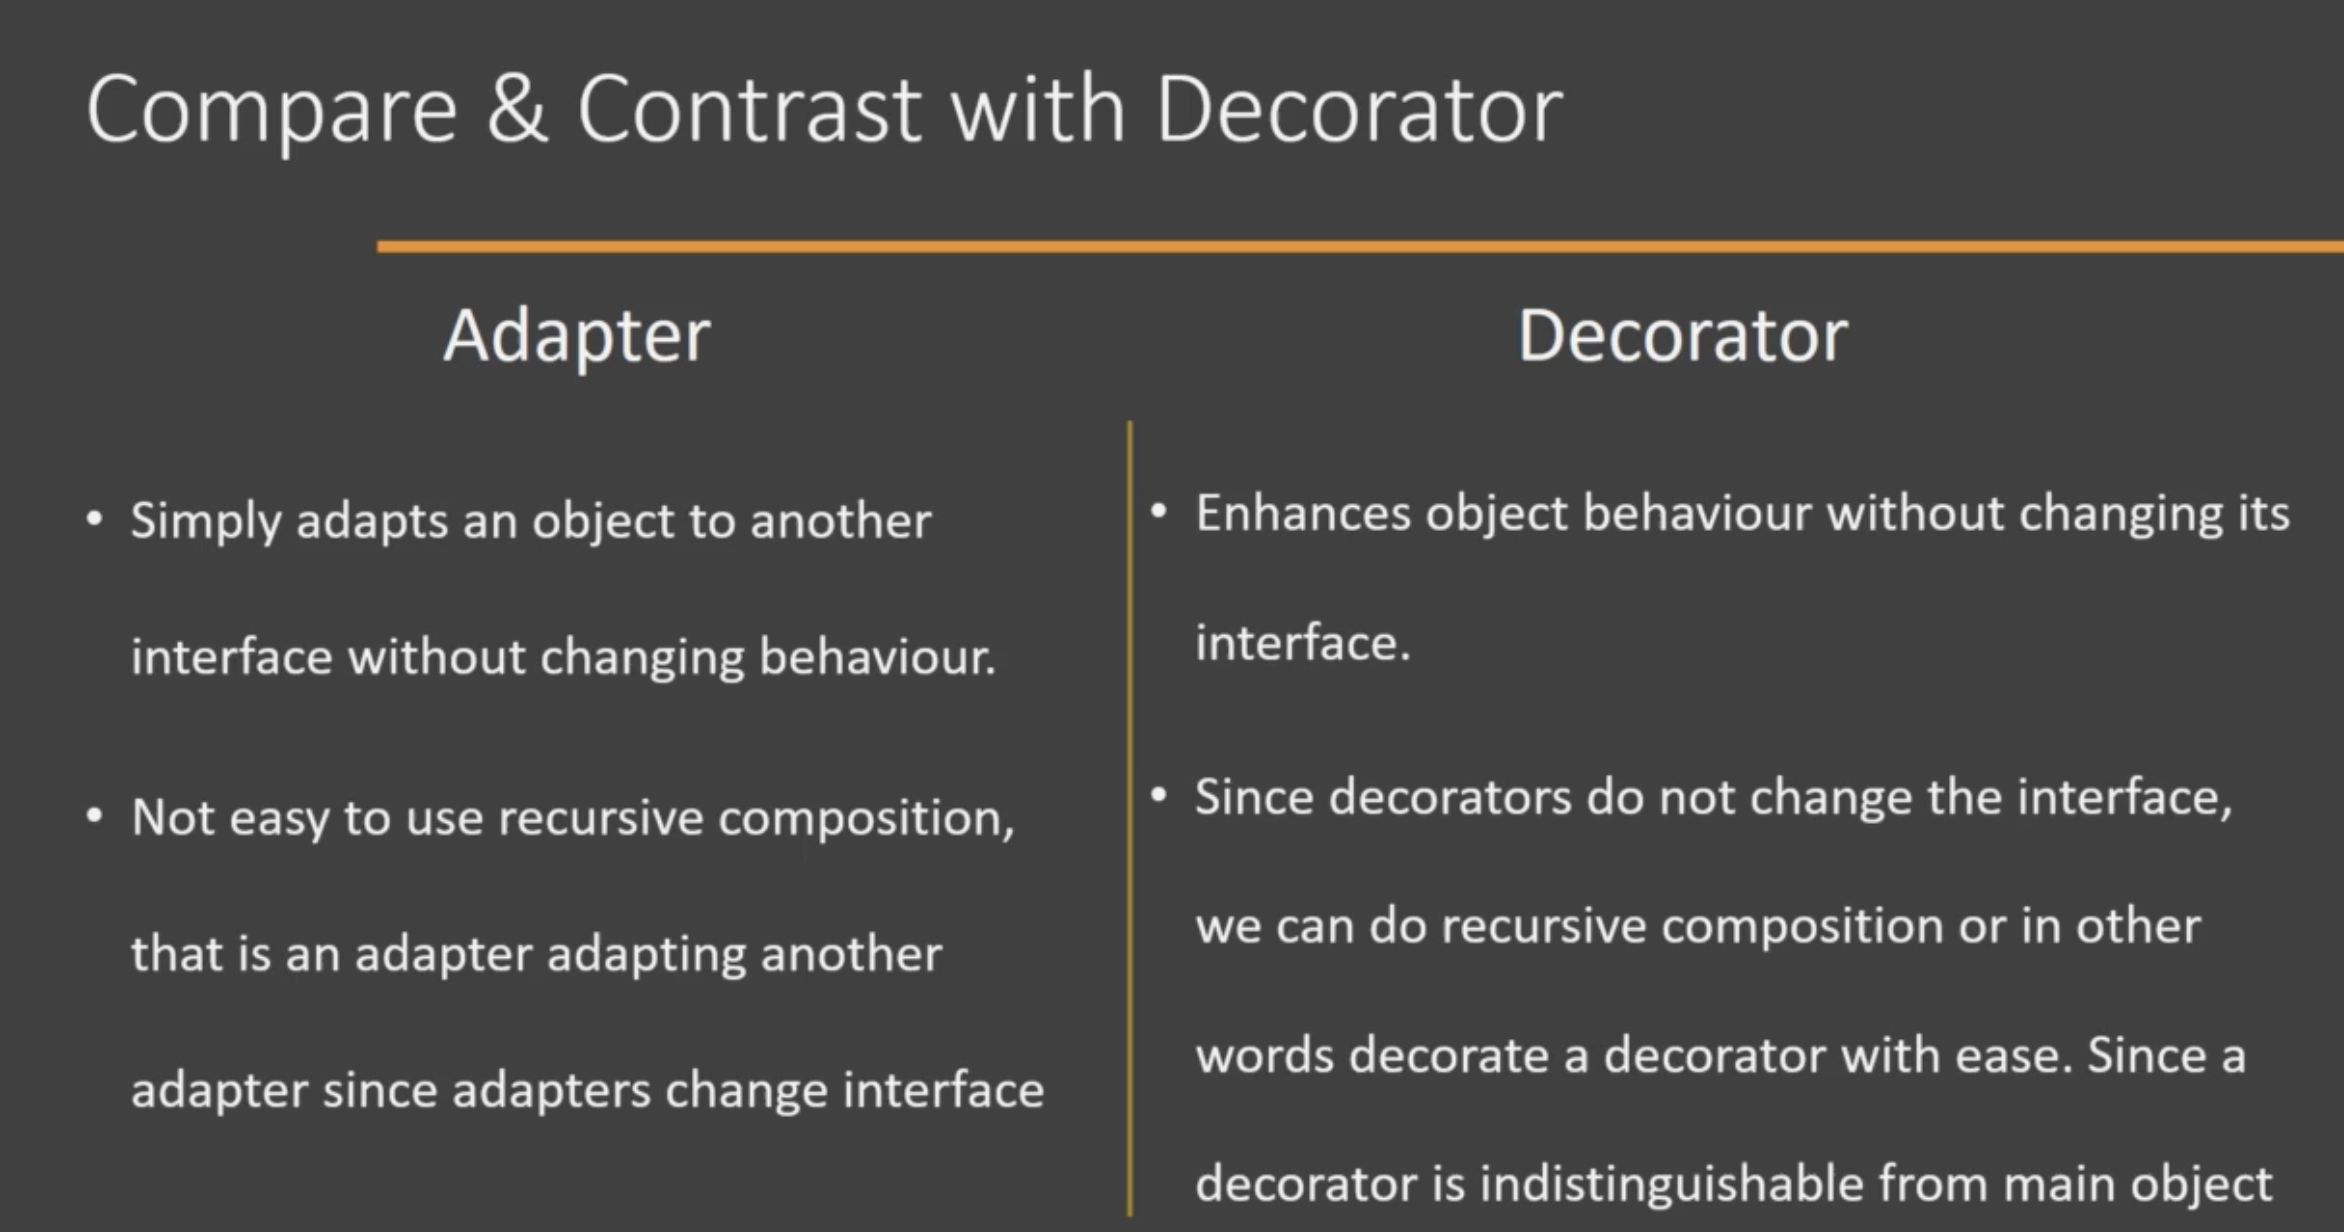 Compare & Contrast with Decorator
Adapter
• Simply adapts an object to another
interface without changing behaviour.
• Not easy to use recursive composition,
that is an adapter adapting another
adapter since adapters change interface
Decorator
• Enhances object behaviour without changing its
interface.
• Since decorators do not change the interface,
we can do recursive composition or in other
words decorate a decorator with ease. Since a
decorator is indistinguishable from main object